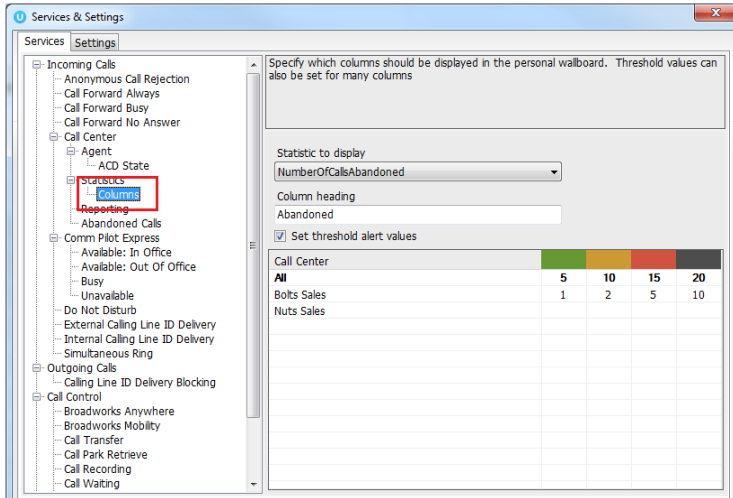 Services & Settings
Services Settings
Incoming Calls
Anonymous Call Rejection
Call Forward Always
Call Forward Busy
Call Forward No Answer
Call Center
Agent
ACD State
Statistics
Columns
Reporting
Abandoned Calls
Comm Pilot Express
Available: In Office
Available: Out Of Office
Busy
Unavailable
Do Not Disturb
External Calling Line ID Delivery
Internal Calling Line ID Delivery
Simultaneous Ring
Outgoing Calls
Calling Line ID Delivery Blocking
Call Control
Broadworks Anywhere
Broadworks Mobility
Call Transfer
Call Park Retrieve
Call Recording
Call Waiting
Specify which columns should be displayed in the personal wallboard. Threshold values can
also be set for many columns
Statistic to display
NumberOfCallsAbandoned
Column heading
Abandoned
Set threshold alert values
Call Center
All 5 10 15 20
Bolts Sales 1 2 5 10
Nuts Sales